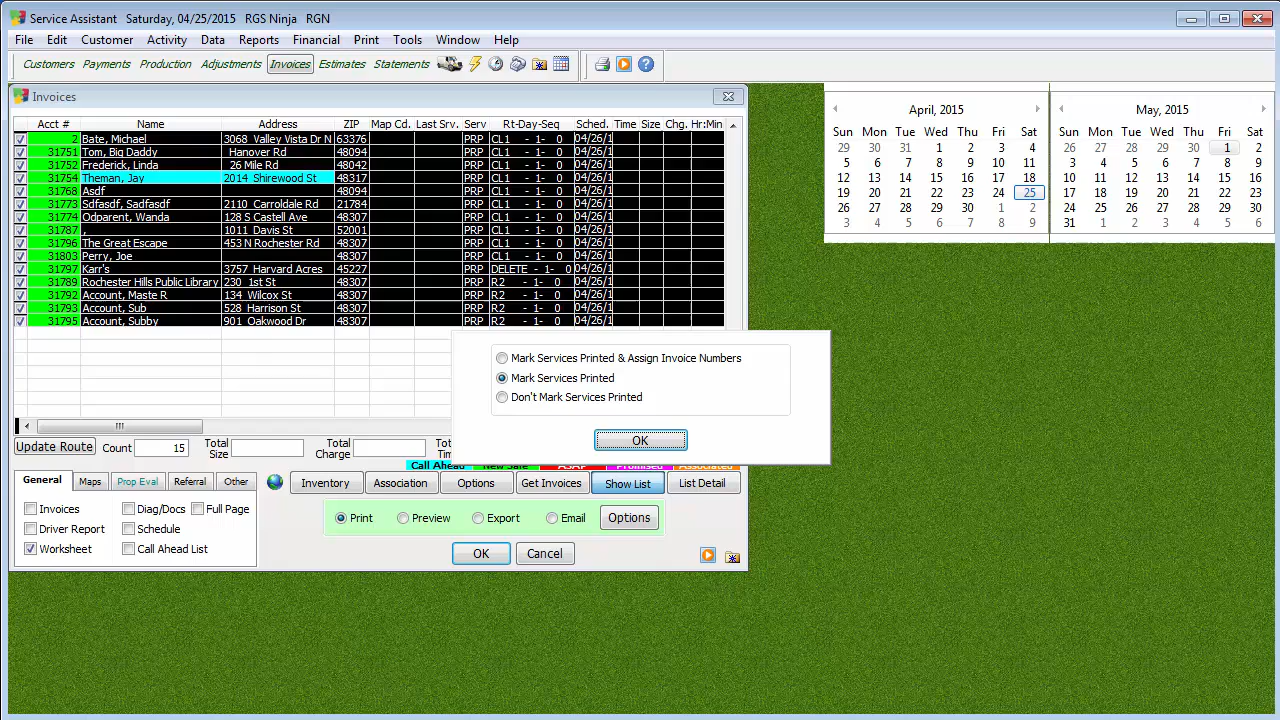 Service Assistant Saturday, 04/25/2015 RGS Ninja RGN
File Edit Customer Activity Data Reports Financial Print Tools Window Help
Customers Payments Production Adjustments Invoices Estimates Statements
Invoices
Acct # Name Address ZIP Map Cd. Last Srv. Serv Rt-Day-Seq Sched. Time Size Chg. Hr:Min
2 Bate, Michael 3068 Valley Vista Dr N 63376 PRP CL1 - 1- 0 04/26/1
31751 Tom, Big Daddy Hanover Rd 48094 PRP CL1 - 1- 0 04/26/1
31752 Frederick, Linda 26 Mile Rd 48042 PRP CL1 - 1- 0 04/26/1
31754 Theman, Jay 2014 Shirewood St 48317 PRP CL1 - 1- 0 04/26/1
31768 Asdf 48094 PRP CL1 - 1- 0 04/26/1
31773 Sdfasdf, Sadfasdf 2110 Carroldale Rd 21784 PRP CL1 - 1- 0 04/26/1
31774 Odparent, Wanda 128 S Castell Ave 48307 PRP CL1 - 1- 0 04/26/1
31787 , 1011 Davis St 52001 PRP CL1 - 1- 0 04/26/1
31796 The Great Escape 453 N Rochester Rd 48307 PRP CL1 - 1- 0 04/26/1
31803 Perry, Joe 48307 PRP CL1 - 1- 0 04/26/1
31797 Karr's 3757 Harvard Acres 45227 PRP DELETE - 1- 0 04/26/1
31789 Rochester Hills Public Library 230 1st St 48307 PRP R2 - 1- 0 04/26/1
31792 Account, Maste R 134 Wilcox St 48307 PRP R2 - 1- 0 04/26/1
31793 Account, Sub 528 Harrison St 48307 PRP R2 - 1- 0 04/26/1
31795 Account, Subby 901 Oakwood Dr 48307 PRP R2 - 1- 0 04/26/1
Mark Services Printed & Assign Invoice Numbers
Mark Services Printed
Don't Mark Services Printed
OK
Update Route Count 15 Total Size Total Charge Tot Tim
Call Ahead New Sale ASAP Promised Associated
General Maps Prop Eval Referral Other
Inventory Association Options Get Invoices Show List List Detail
Invoices Diag/Docs Full Page
Driver Report Schedule
Worksheet Call Ahead List
Print Preview Export Email Options
OK Cancel
April, 2015
Sun Mon Tue Wed Thu Fri Sat
29 30 31 1 2 3 4
5 6 7 8 9 10 11
12 13 14 15 16 17 18
19 20 21 22 23 24 25
26 27 28 29 30 1 2
3 4 5 6 7 8 9
May, 2015
Sun Mon Tue Wed Thu Fri Sat
26 27 28 29 30 1 2
3 4 5 6 7 8 9
10 11 12 13 14 15 16
17 18 19 20 21 22 23
24 25 26 27 28 29 30
31 1 2 3 4 5 6